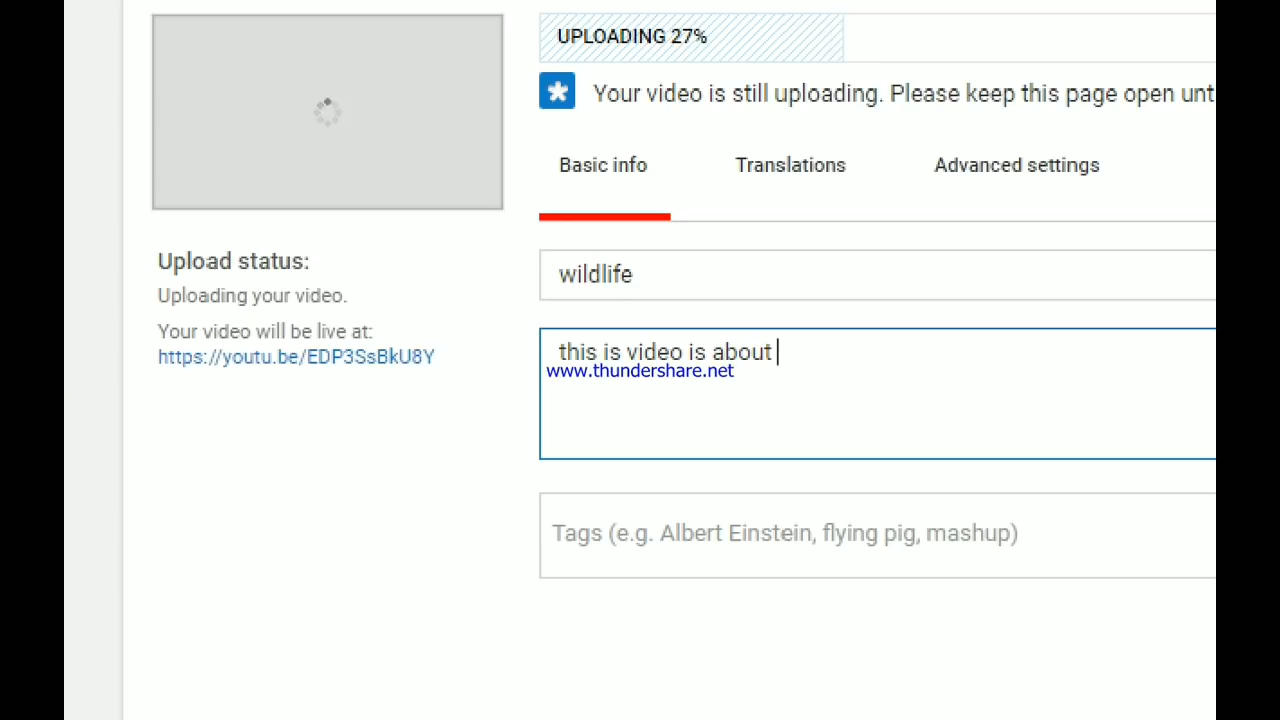 UPLOADING 27%
Your video is still uploading. Please keep this page open unt
Basic info Translations Advanced settings
Upload status:
Uploading your video.
Your video will be live at:
https://youtu.be/EDP3SsBkU8Y
wildlife
this is video is about
www.thundershare.net
Tags (e.g. Albert Einstein, flying pig, mashup)